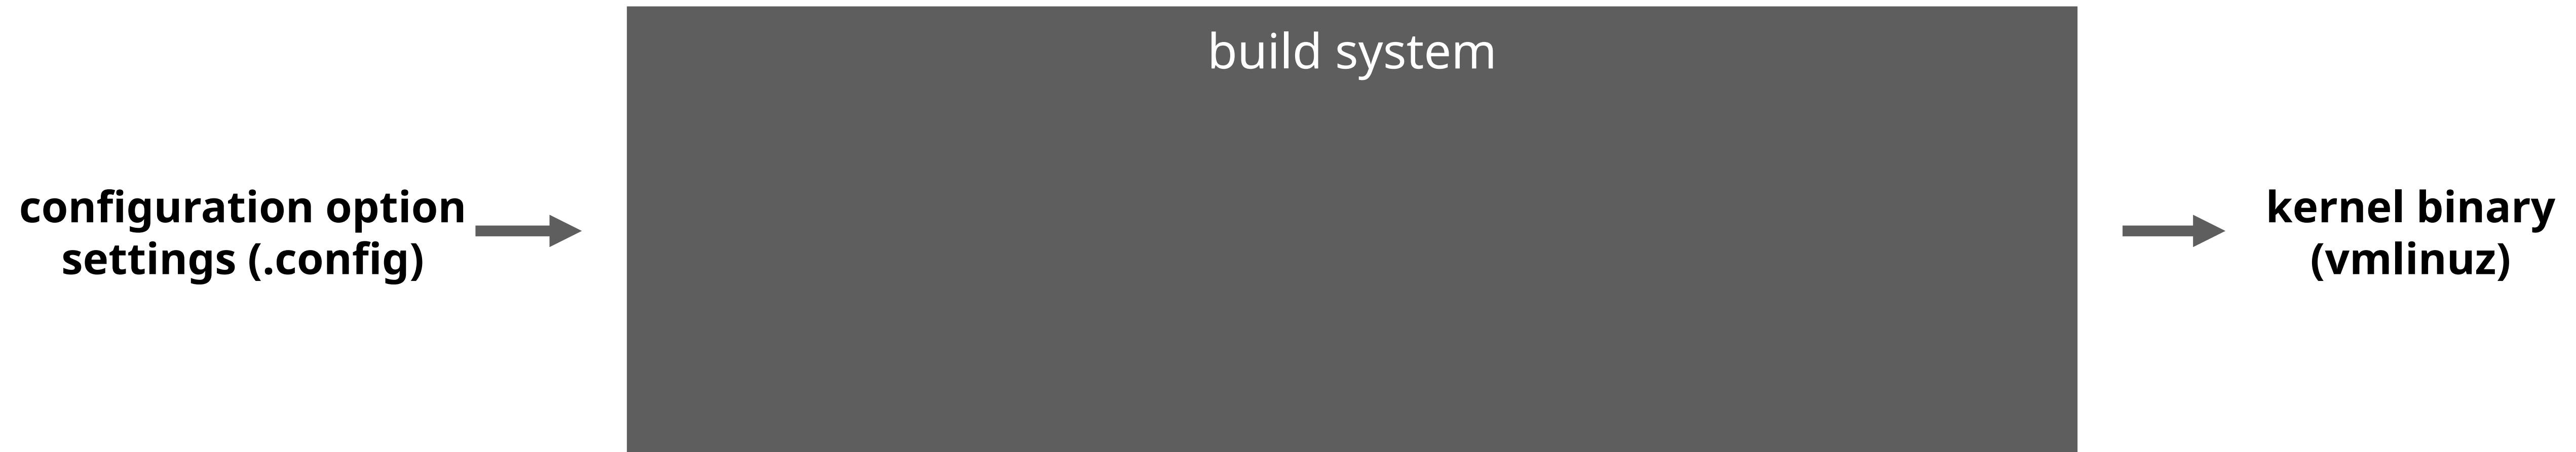 build system
configuration option
settings (.config)
kernel binary
(vmlinuz)